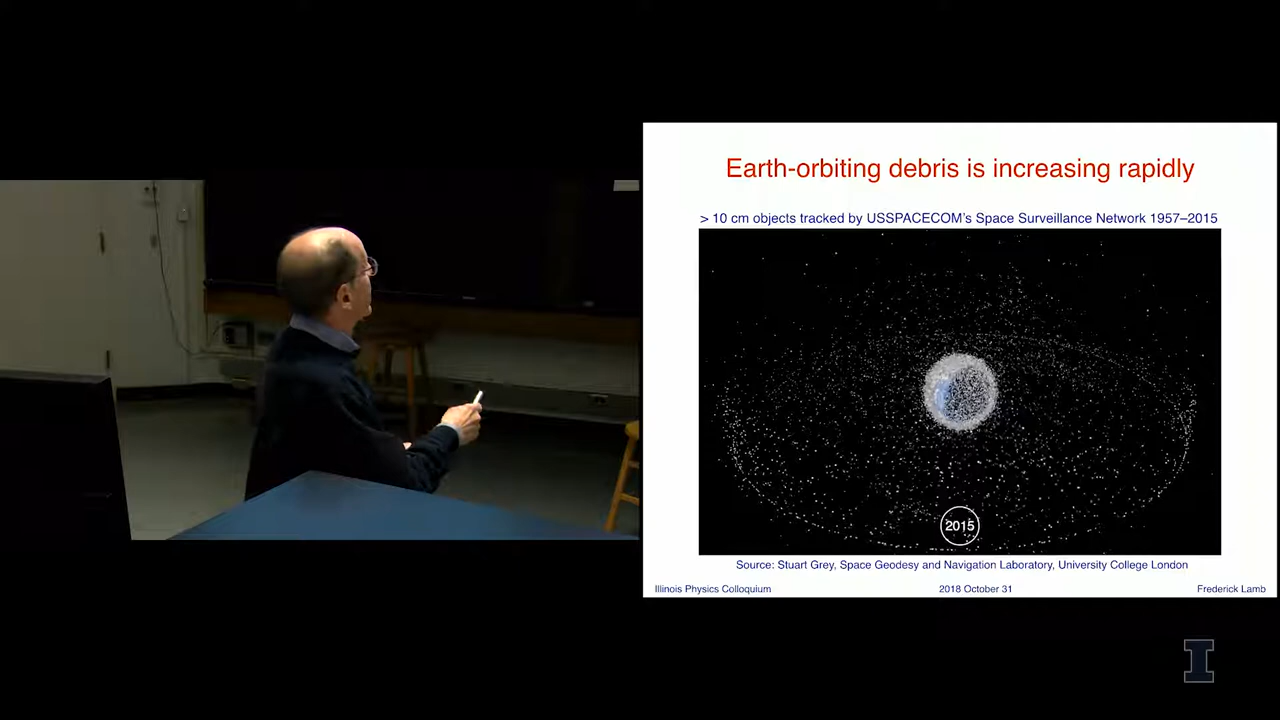 Earth-orbiting debris is increasing rapidly
> 10 cm objects tracked by USSPACECOM's Space Surveillance Network 1957–2015
2015
Source: Stuart Grey, Space Geodesy and Navigation Laboratory, University College London
Illinois Physics Colloquium 2018 October 31 Frederick Lamb
I